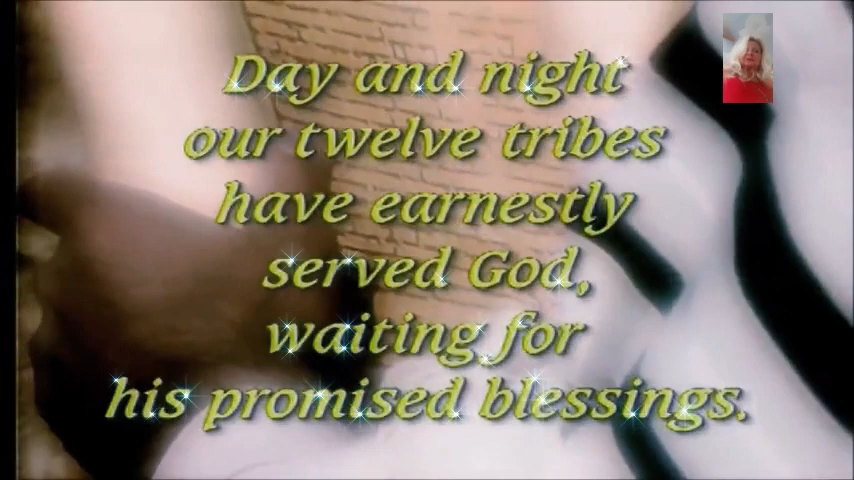 Day and night
our twelve tribes
have earnestly
served God,
waiting for
his promised blessings.